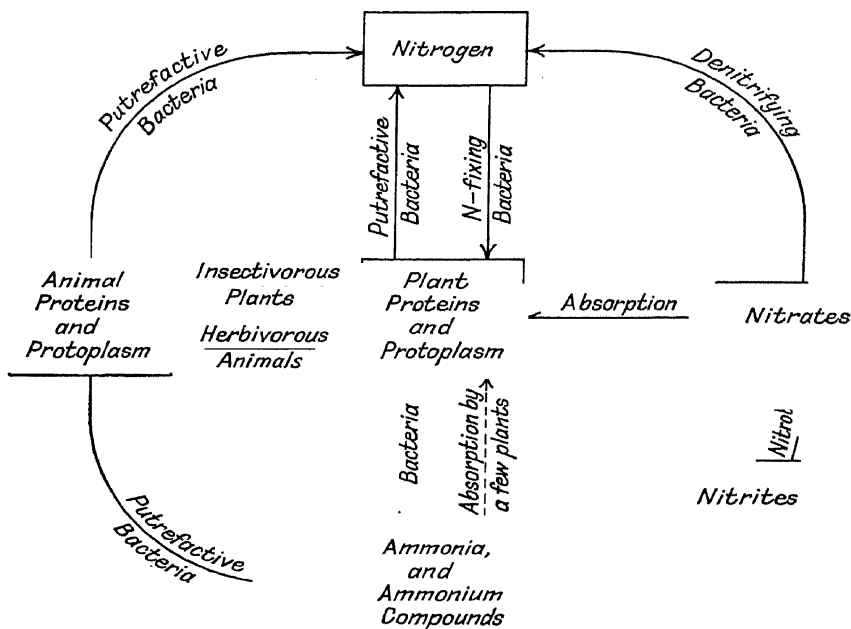 Nitrogen
Putrefactive
Bacteria
Denitrifying
Bacteria
Putrefactive
Bacteria
N-fixing
Bacteria
Animal
Proteins
and
Protoplasm
Insectivorous
Plants
Herbivorous
Animals
Plant
Proteins
and
Protoplasm
Absorption
Nitrates
Bacteria
Absorption by
a few plants
Nitrol
Nitrites
Putrefactive
Bacteria
Ammonia,
and
Ammonium
Compounds